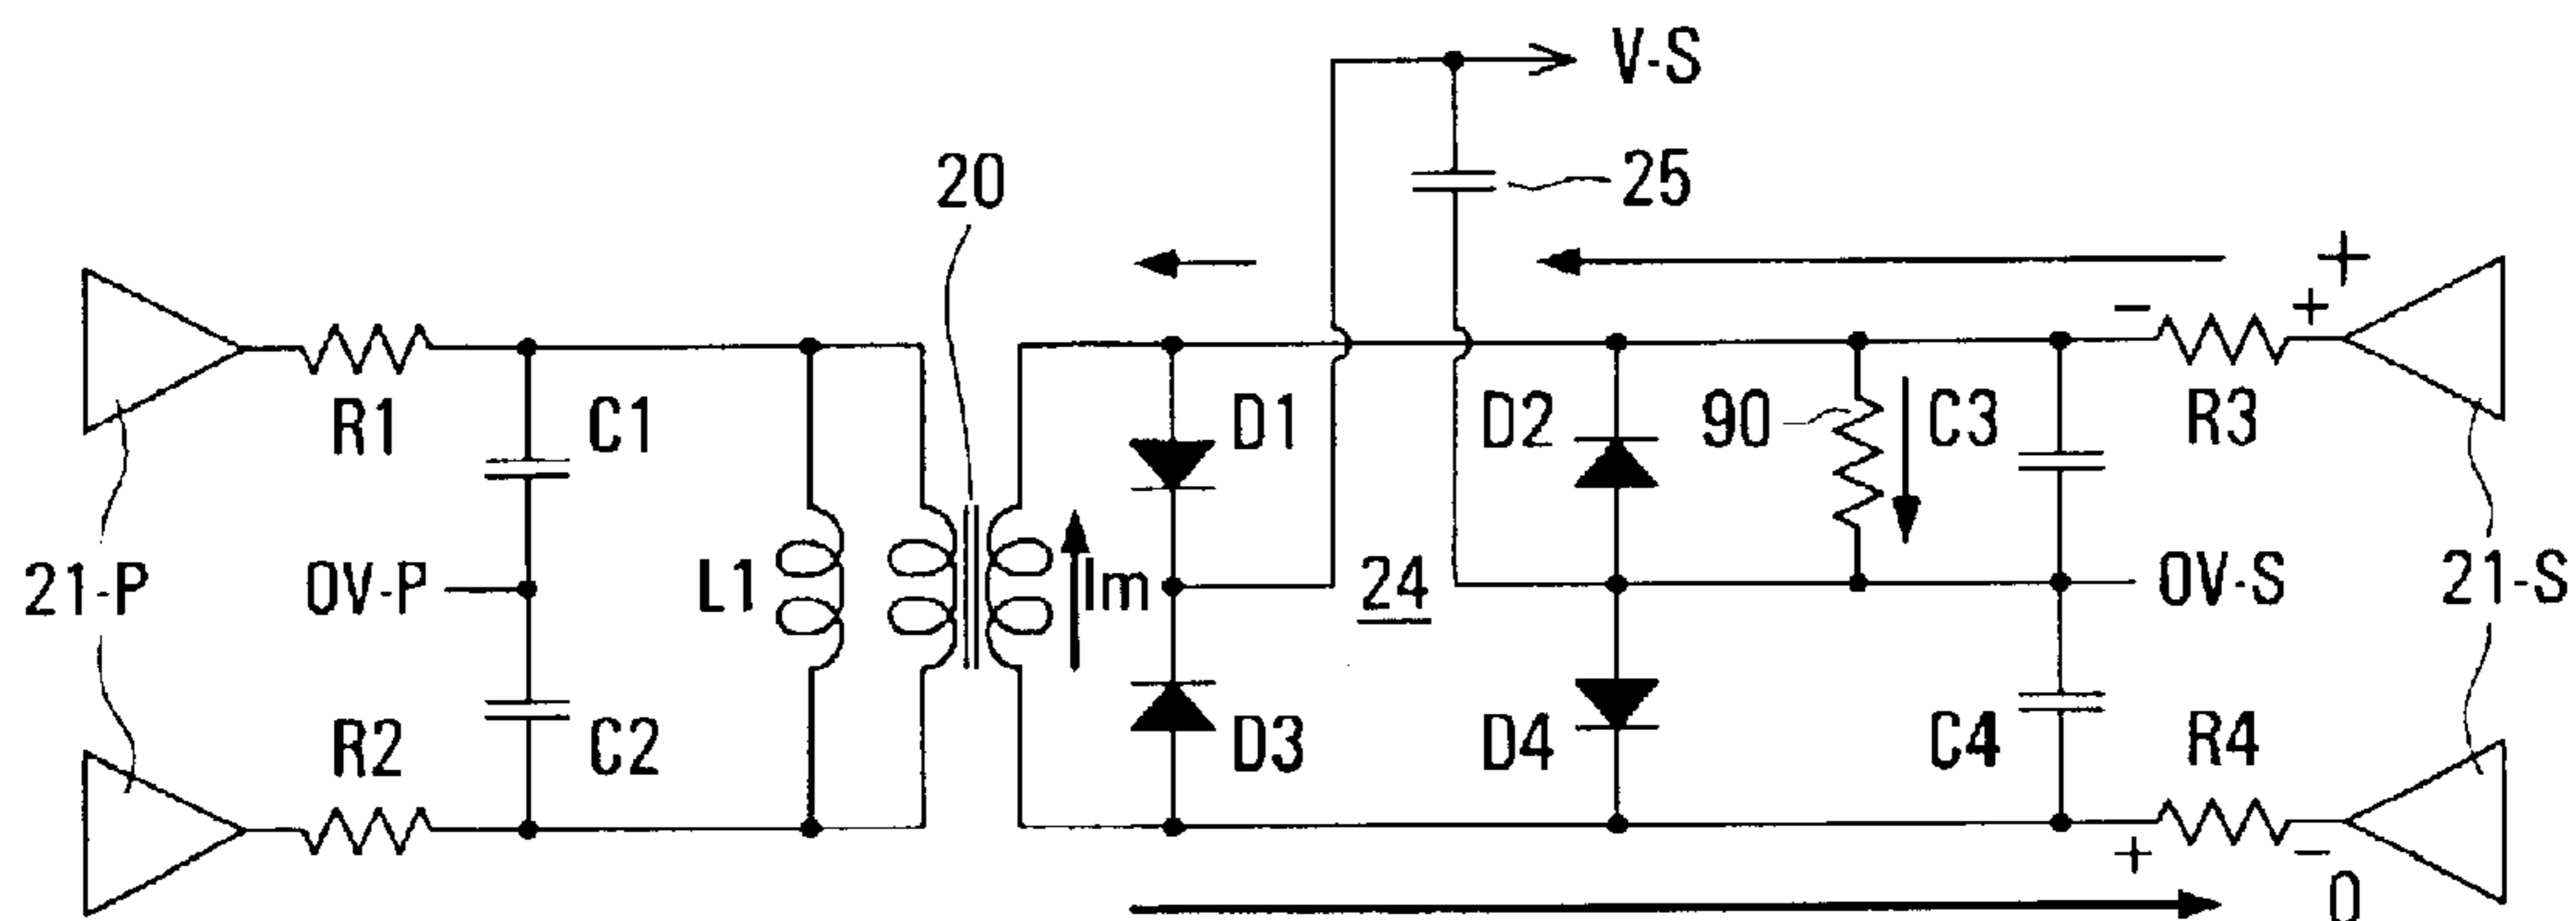 V-S
20
25
+
- +
R1
C1
D1
D2
90
C3
R3
21-P
0V-P
L1
Im
24
0V-S
21-S
R2
C2
D3
D4
C4
R4
+ -
0